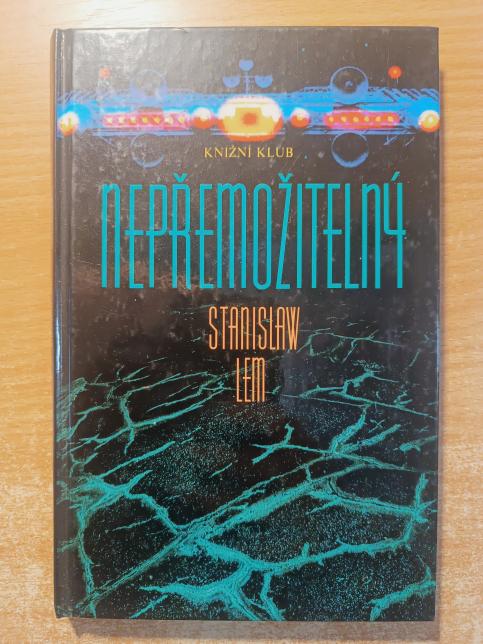 KNIŽNÍ KLUB
NEPŘEMOŽITELNÝ
STANISLAW
LEM